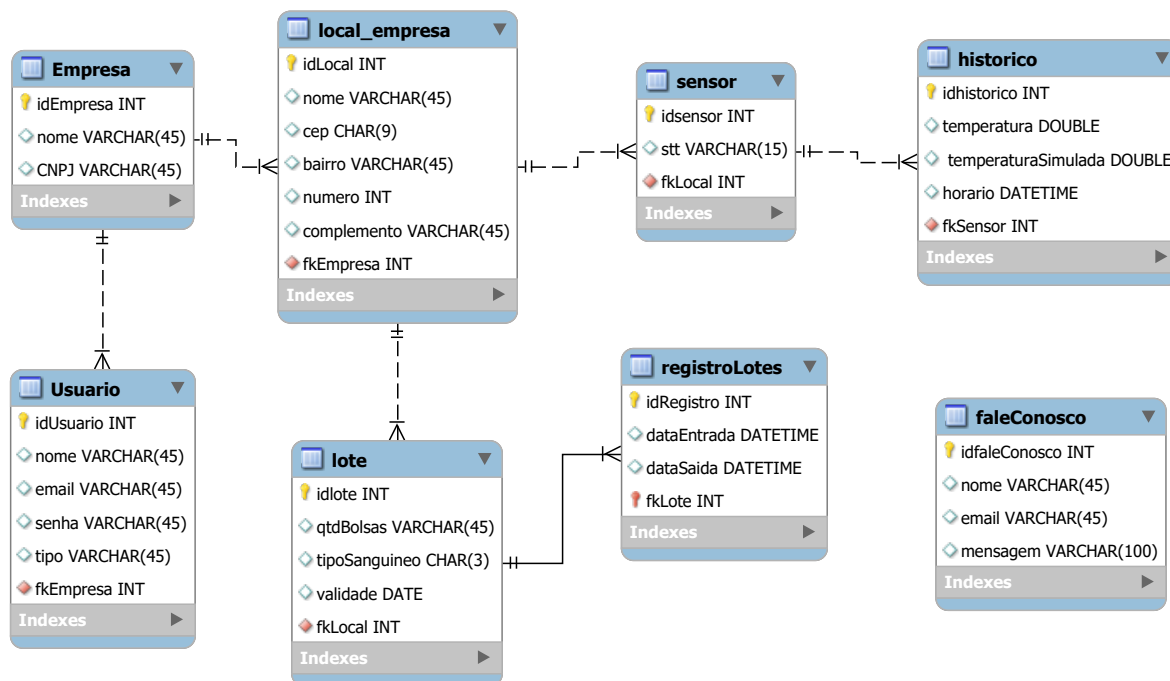 Empresa
idEmpresa INT
nome VARCHAR(45)
CNPJ VARCHAR(45)
Indexes
local_empresa
idLocal INT
nome VARCHAR(45)
cep CHAR(9)
bairro VARCHAR(45)
numero INT
complemento VARCHAR(45)
fkEmpresa INT
Indexes
sensor
idsensor INT
stt VARCHAR(15)
fkLocal INT
Indexes
historico
idhistorico INT
temperatura DOUBLE
temperaturaSimulada DOUBLE
horario DATETIME
fkSensor INT
Indexes
Usuario
idUsuario INT
nome VARCHAR(45)
email VARCHAR(45)
senha VARCHAR(45)
tipo VARCHAR(45)
fkEmpresa INT
Indexes
lote
idlote INT
qtdBolsas VARCHAR(45)
tipoSanguineo CHAR(3)
validade DATE
fkLocal INT
Indexes
registroLotes
idRegistro INT
dataEntrada DATETIME
dataSaida DATETIME
fkLote INT
Indexes
faleConosco
idfaleConosco INT
nome VARCHAR(45)
email VARCHAR(45)
mensagem VARCHAR(100)
Indexes